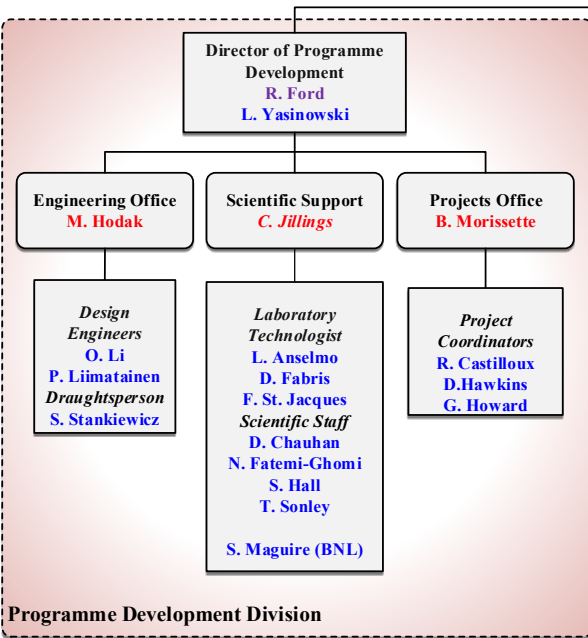 Director of Programme
Development
R. Ford
L. Yasinowski
Engineering Office
M. Hodak
Scientific Support
C. Jillings
Projects Office
B. Morissette
Design
Engineers
O. Li
P. Liimatainen
Draughtsperson
S. Stankiewicz
Laboratory
Technologist
L. Anselmo
D. Fabris
F. St. Jacques
Scientific Staff
D. Chauhan
N. Fatemi-Ghomi
S. Hall
T. Sonley
S. Maguire (BNL)
Project
Coordinators
R. Castilloux
D.Hawkins
G. Howard
Programme Development Division